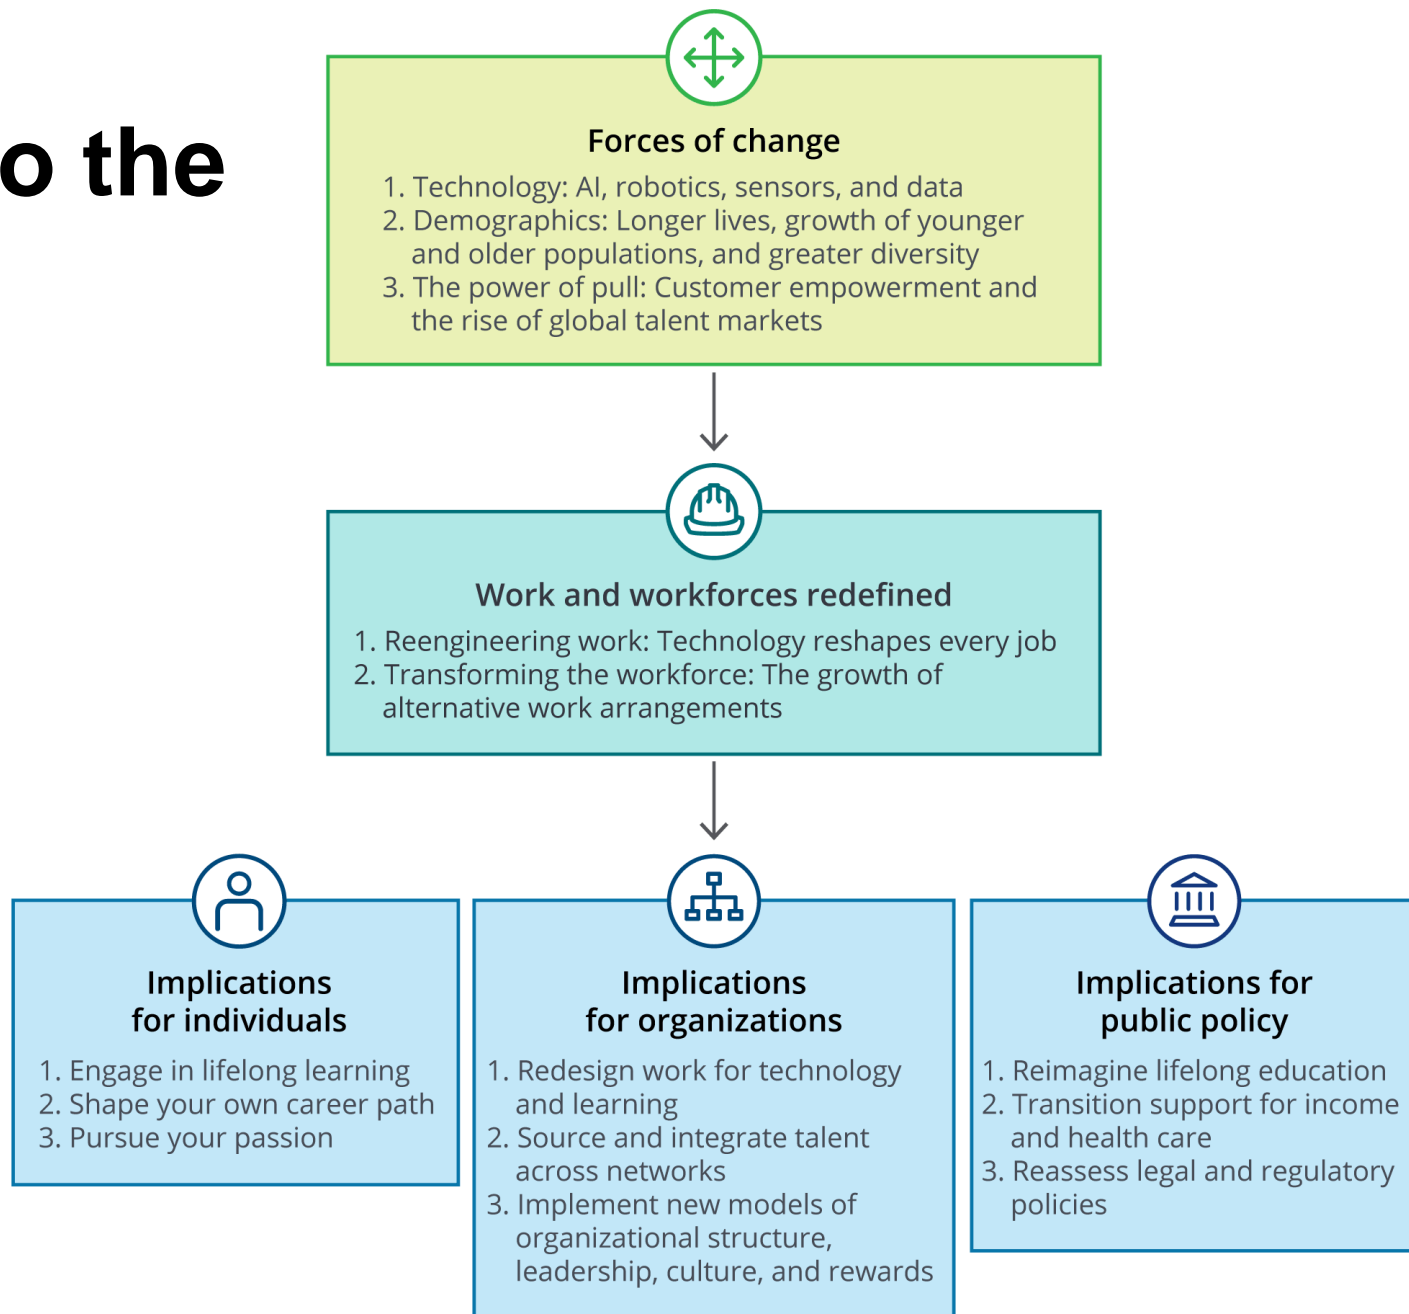 o the
Forces of change
1. Technology: AI, robotics, sensors, and data
2. Demographics: Longer lives, growth of younger
and older populations, and greater diversity
3. The power of pull: Customer empowerment and
the rise of global talent markets
Work and workforces redefined
1. Reengineering work: Technology reshapes every job
2. Transforming the workforce: The growth of
alternative work arrangements
Implications
for individuals
1. Engage in lifelong learning
2. Shape your own career path
3. Pursue your passion
Implications
for organizations
1. Redesign work for technology
and learning
2. Source and integrate talent
across networks
3. Implement new models of
organizational structure,
leadership, culture, and rewards
Implications for
public policy
1. Reimagine lifelong education
2. Transition support for income
and health care
3. Reassess legal and regulatory
policies